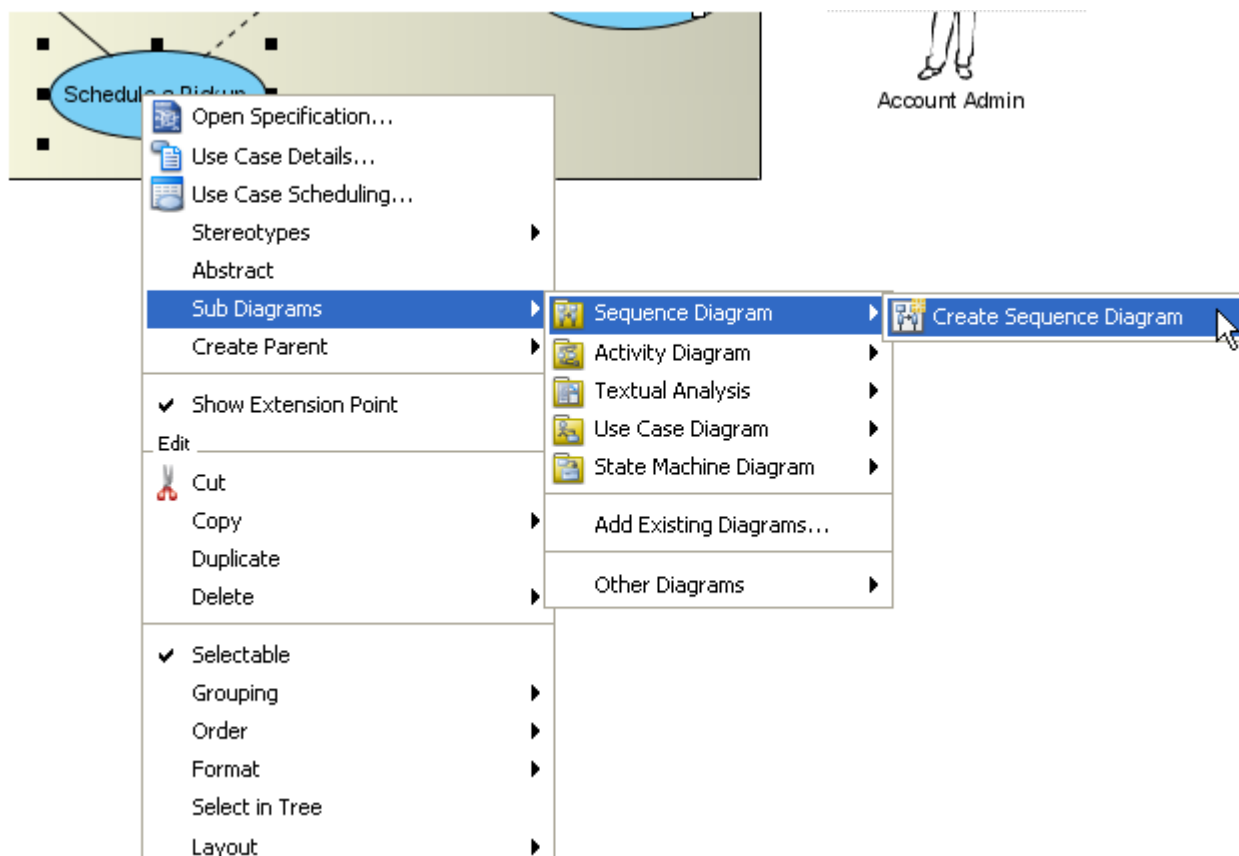 Account Admin
Schedule a Pickup
Open Specification...
Use Case Details...
Use Case Scheduling...
Stereotypes
Abstract
Sub Diagrams
Create Parent
Show Extension Point
Edit
Cut
Copy
Duplicate
Delete
Selectable
Grouping
Order
Format
Select in Tree
Layout
Sequence Diagram
Activity Diagram
Textual Analysis
Use Case Diagram
State Machine Diagram
Add Existing Diagrams...
Other Diagrams
Create Sequence Diagram